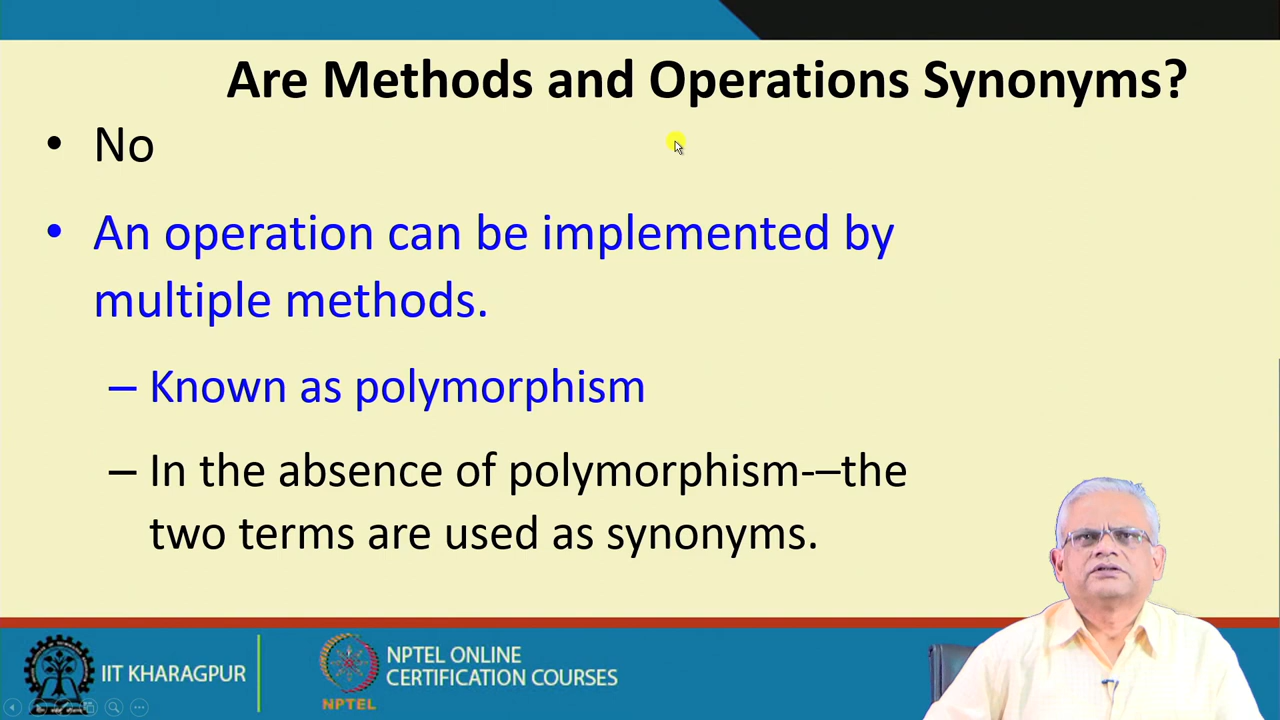 Are Methods and Operations Synonyms?
• No
• An operation can be implemented by
multiple methods.
– Known as polymorphism
– In the absence of polymorphism-–the
two terms are used as synonyms.
IIT KHARAGPUR
NPTEL
NPTEL ONLINE
CERTIFICATION COURSES